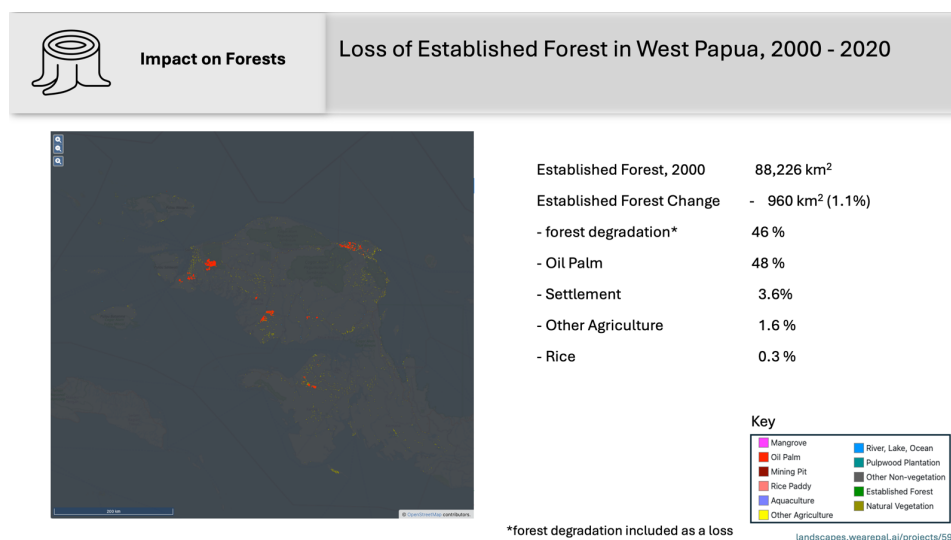 Impact on Forests
Loss of Established Forest in West Papua, 2000 - 2020
Established Forest, 2000 88,226 km²
Established Forest Change - 960 km² (1.1%)
- forest degradation* 46 %
- Oil Palm 48 %
- Settlement 3.6%
- Other Agriculture 1.6 %
- Rice 0.3 %
200 km
© OpenStreetMap contributors.
Key
Mangrove
Oil Palm
Mining Pit
Rice Paddy
Aquaculture
Other Agriculture
River, Lake, Ocean
Pulpwood Plantation
Other Non-vegetation
Established Forest
Natural Vegetation
*forest degradation included as a loss
landscapes.wearepal.ai/projects/59